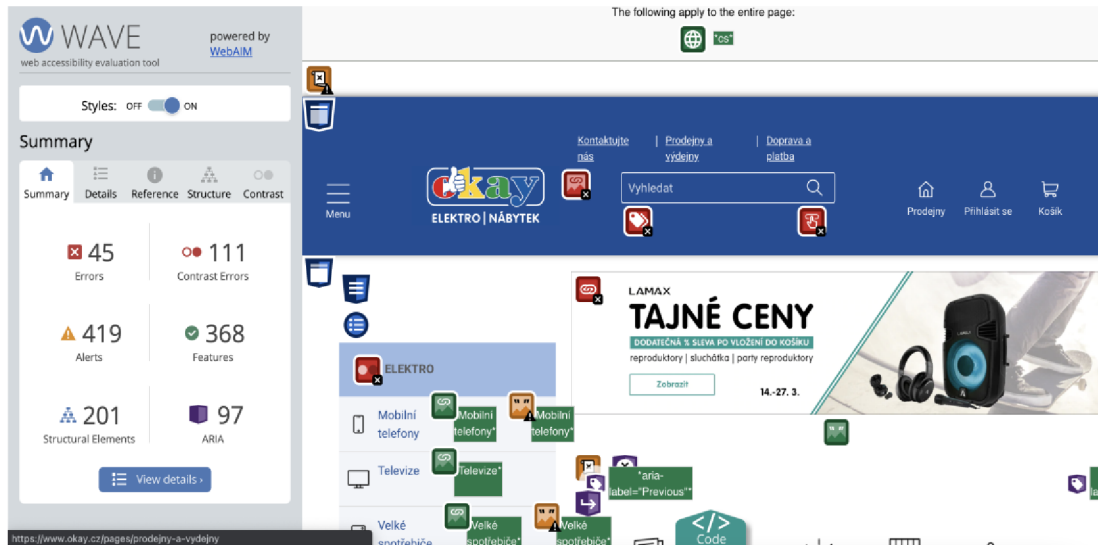 WAVE
powered by
WebAIM
web accessibility evaluation tool
Styles: OFF ON
Summary
Summary Details Reference Structure Contrast
45
Errors
111
Contrast Errors
419
Alerts
368
Features
201
Structural Elements
97
ARIA
View details ›
https://www.okay.cz/pages/prodejny-a-vydejny
The following apply to the entire page:
*cs*
Kontaktujte
nás
| Prodejny a
výdejny
| Doprava a
platba
Menu
okay
ELEKTRO | NÁBYTEK
Vyhledat
Prodejny
Přihlásit se
Košík
LAMAX
TAJNÉ CENY
DODATEČNÁ % SLEVA PO VLOŽENÍ DO KOŠÍKU
reproduktory | sluchátka | party reproduktory
Zobrazit
14.-27. 3.
ELEKTRO
Mobilní
telefony
*Mobilní
telefony*
*Mobilní
telefony*
Televize
*Televize*
Velké
spotřebiče
*Velké
spotřebiče*
*Velké
spotřebiče*
*aria-
label="Previous"*
</>
Code